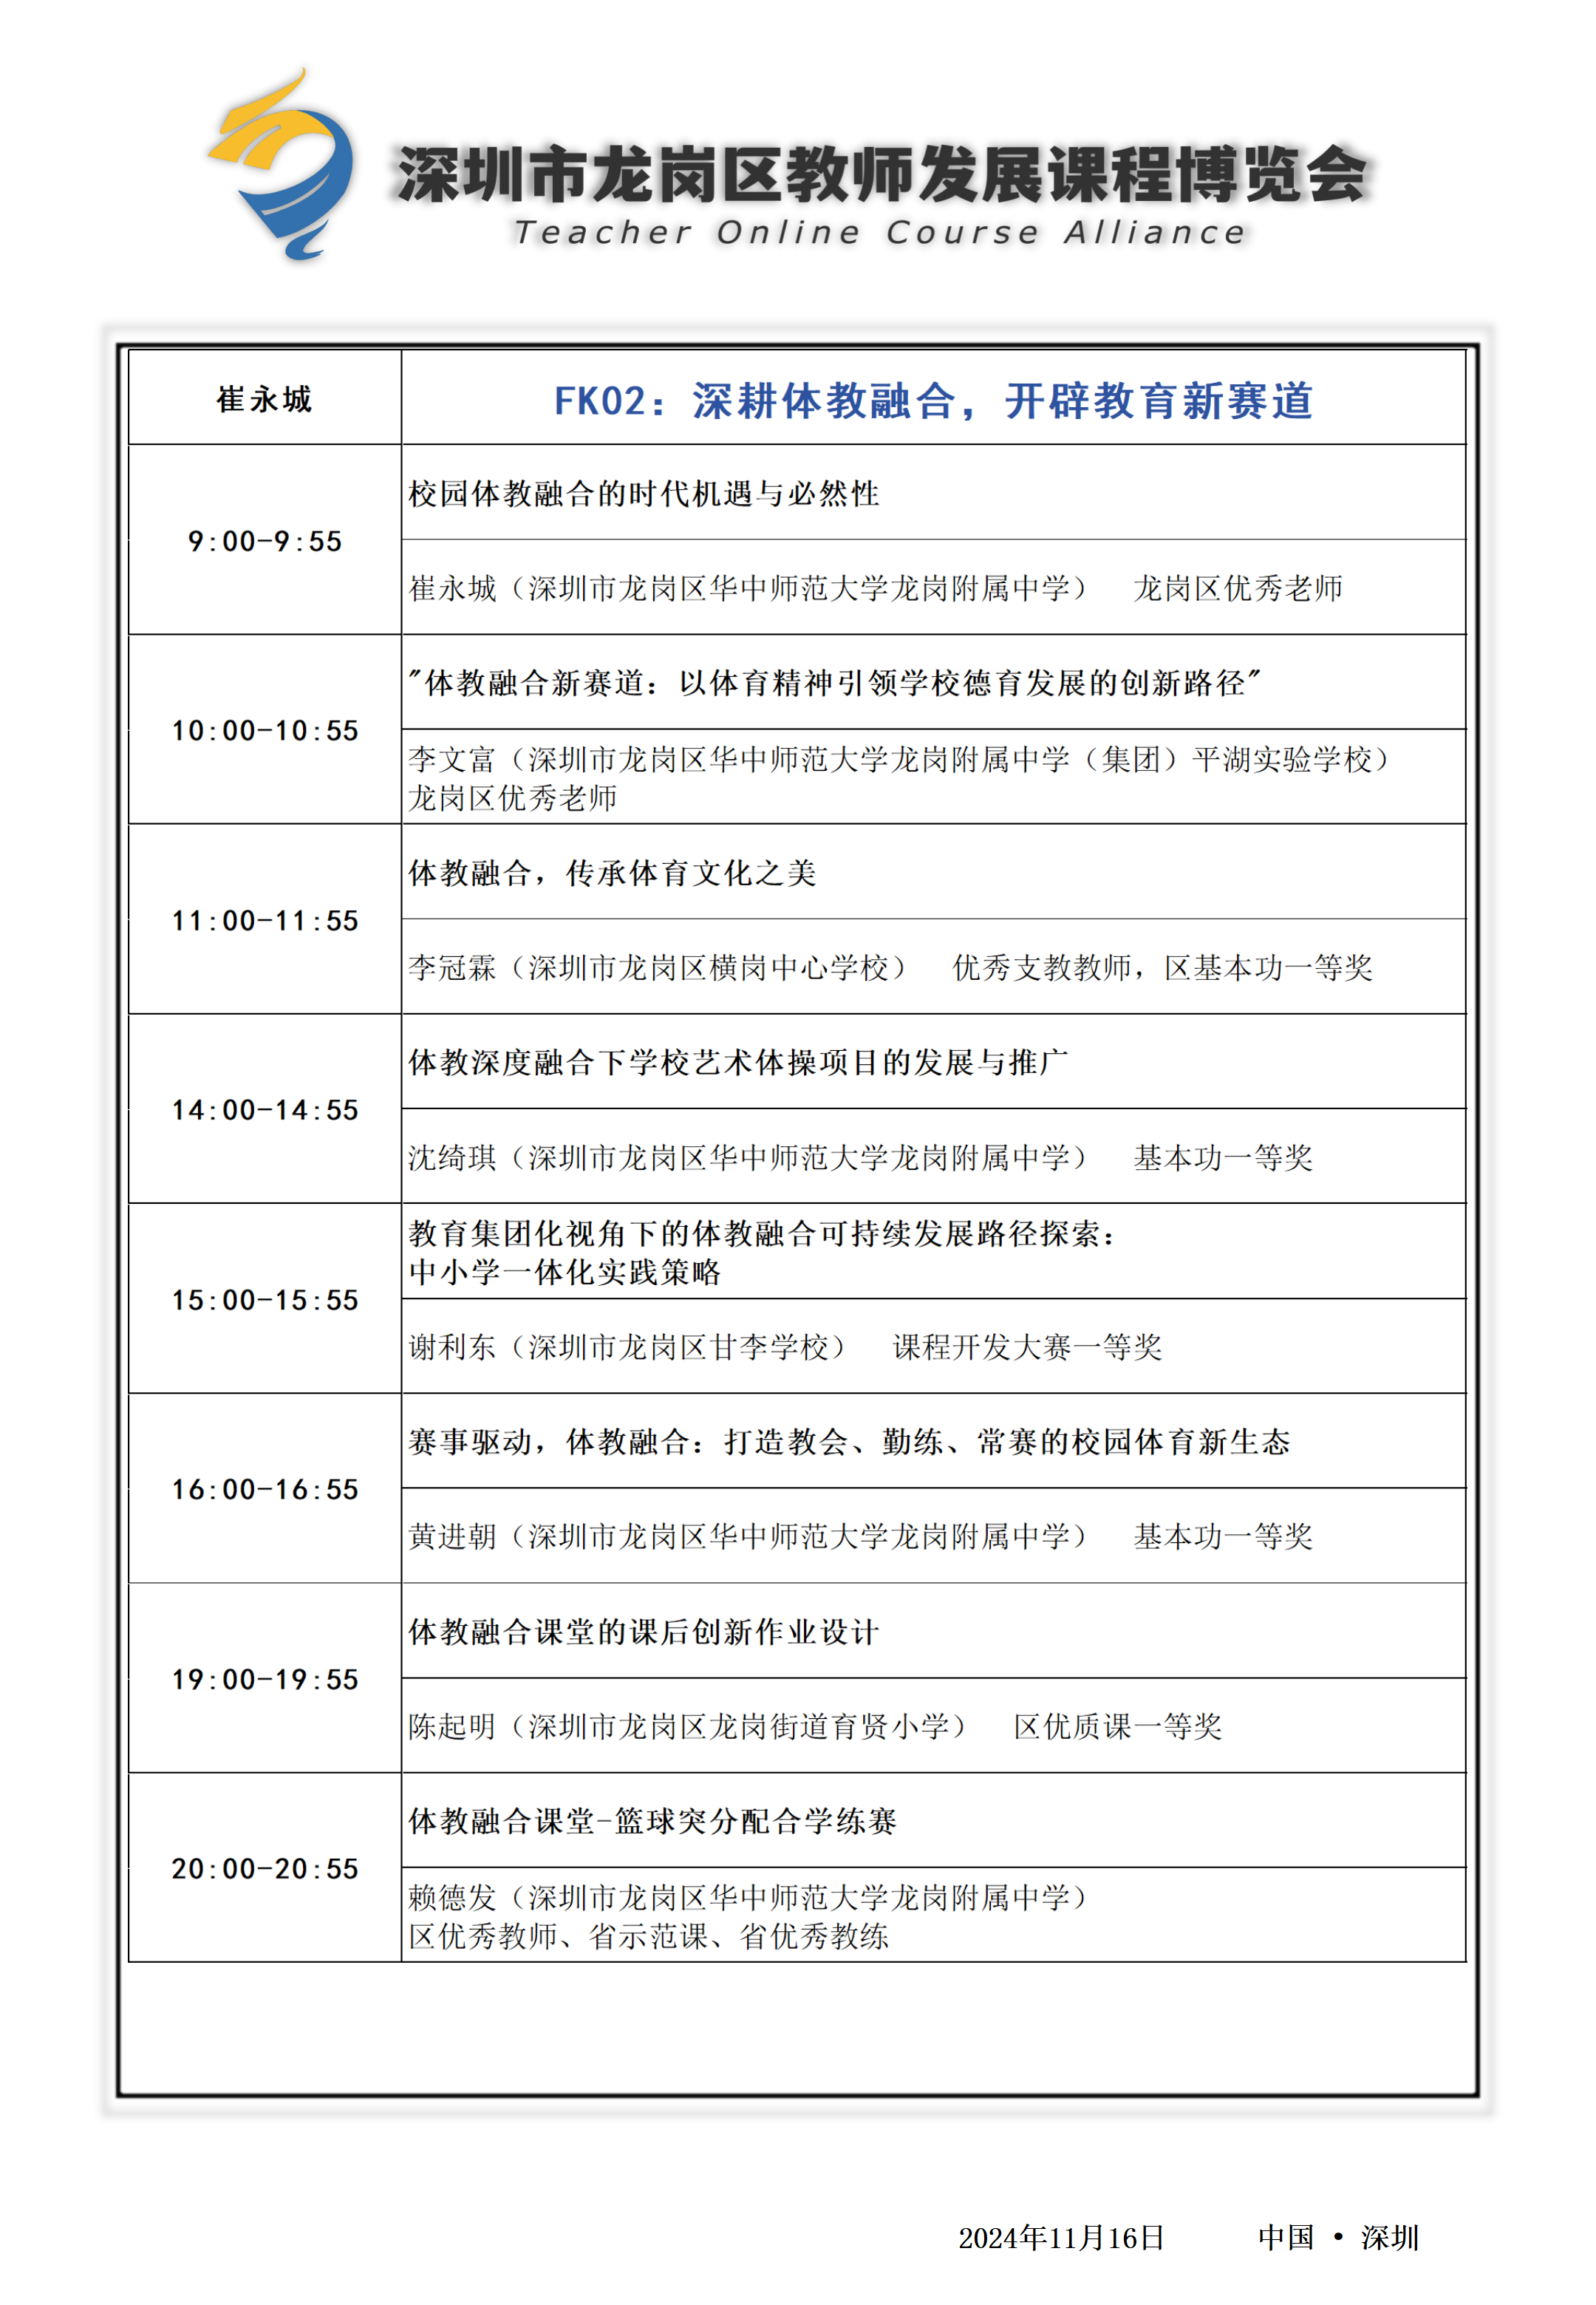 深圳市龙岗区教师发展课程博览会
Teacher Online Course Alliance
崔永城
FK02：深耕体教融合，开辟教育新赛道
9:00-9:55
校园体教融合的时代机遇与必然性
崔永城（深圳市龙岗区华中师范大学龙岗附属中学） 龙岗区优秀老师
10:00-10:55
"体教融合新赛道：以体育精神引领学校德育发展的创新路径"
李文富（深圳市龙岗区华中师范大学龙岗附属中学（集团）平湖实验学校）
龙岗区优秀老师
11:00-11:55
体教融合，传承体育文化之美
李冠霖（深圳市龙岗区横岗中心学校） 优秀支教教师，区基本功一等奖
14:00-14:55
体教深度融合下学校艺术体操项目的发展与推广
沈绮琪（深圳市龙岗区华中师范大学龙岗附属中学） 基本功一等奖
15:00-15:55
教育集团化视角下的体教融合可持续发展路径探索：
中小学一体化实践策略
谢利东（深圳市龙岗区甘李学校） 课程开发大赛一等奖
16:00-16:55
赛事驱动，体教融合：打造教会、勤练、常赛的校园体育新生态
黄进朝（深圳市龙岗区华中师范大学龙岗附属中学） 基本功一等奖
19:00-19:55
体教融合课堂的课后创新作业设计
陈起明（深圳市龙岗区龙岗街道育贤小学） 区优质课一等奖
20:00-20:55
体教融合课堂-篮球突分配合学练赛
赖德发（深圳市龙岗区华中师范大学龙岗附属中学）
区优秀教师、省示范课、省优秀教练
2024年11月16日 中国 • 深圳